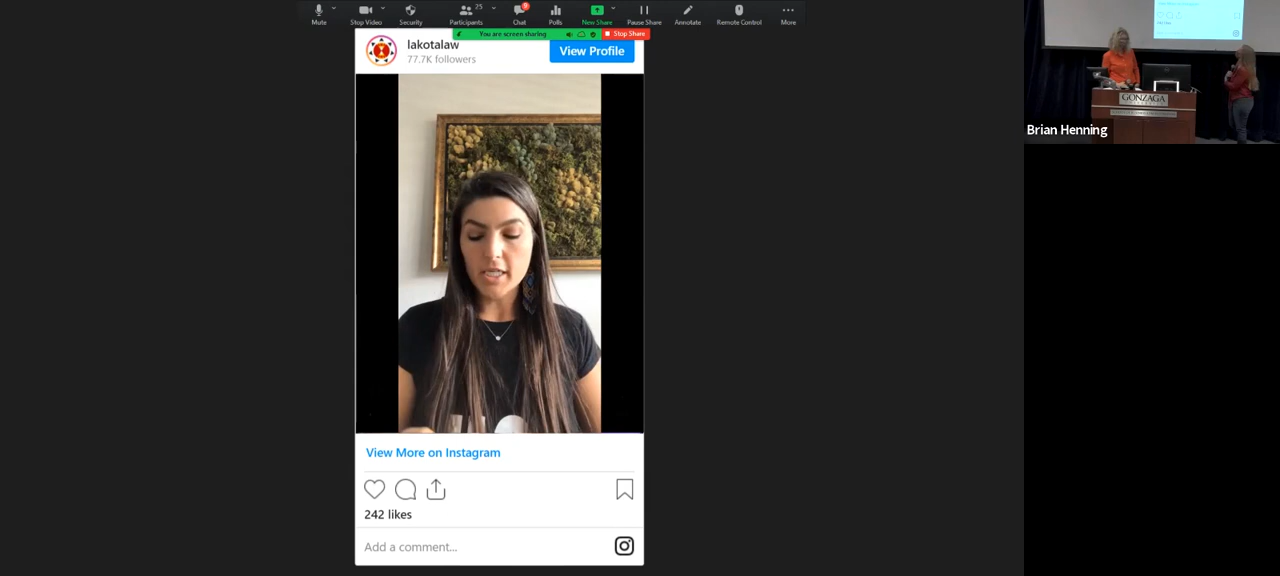 Mute
Stop Video
Security
Participants 25
Chat 9
Polls
New Share
Pause Share
Annotate
Remote Control
More
You are screen sharing
Stop Share
lakotalaw
77.7K followers
View Profile
View More on Instagram
242 likes
Add a comment...
GONZAGA
Brian Henning